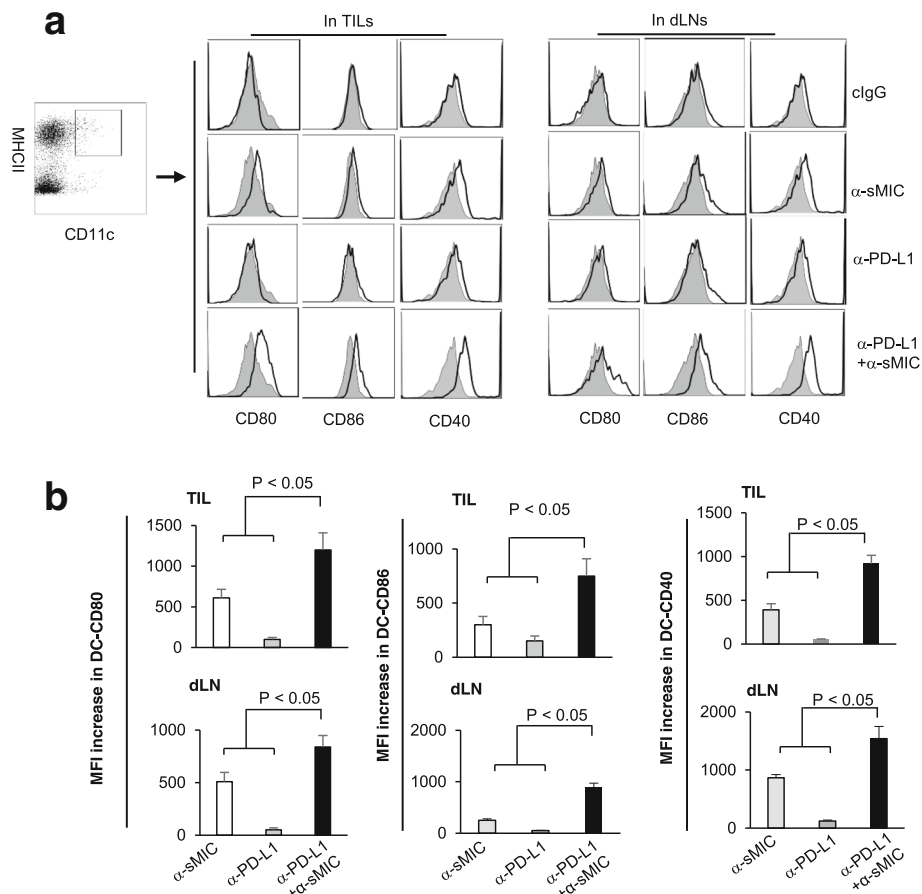 a
In TILs
In dLNs
cIgG
α-sMIC
α-PD-L1
α-PD-L1
+α-sMIC
MHCII
CD11c
CD80
CD86
CD40
CD80
CD86
CD40
b
MFI increase in DC-CD80
TIL
P < 0.05
1500
1000
500
0
dLN
P < 0.05
1000
500
0
α-sMIC
α-PD-L1
α-PD-L1
+α-sMIC
MFI increase in DC-CD86
TIL
P < 0.05
1000
500
0
dLN
P < 0.05
2000
1000
0
α-sMIC
α-PD-L1
α-PD-L1
+α-sMIC
MFI increase in DC-CD40
TIL
P < 0.05
1500
1000
500
0
dLN
P < 0.05
2000
1000
0
α-sMIC
α-PD-L1
α-PD-L1
+α-sMIC